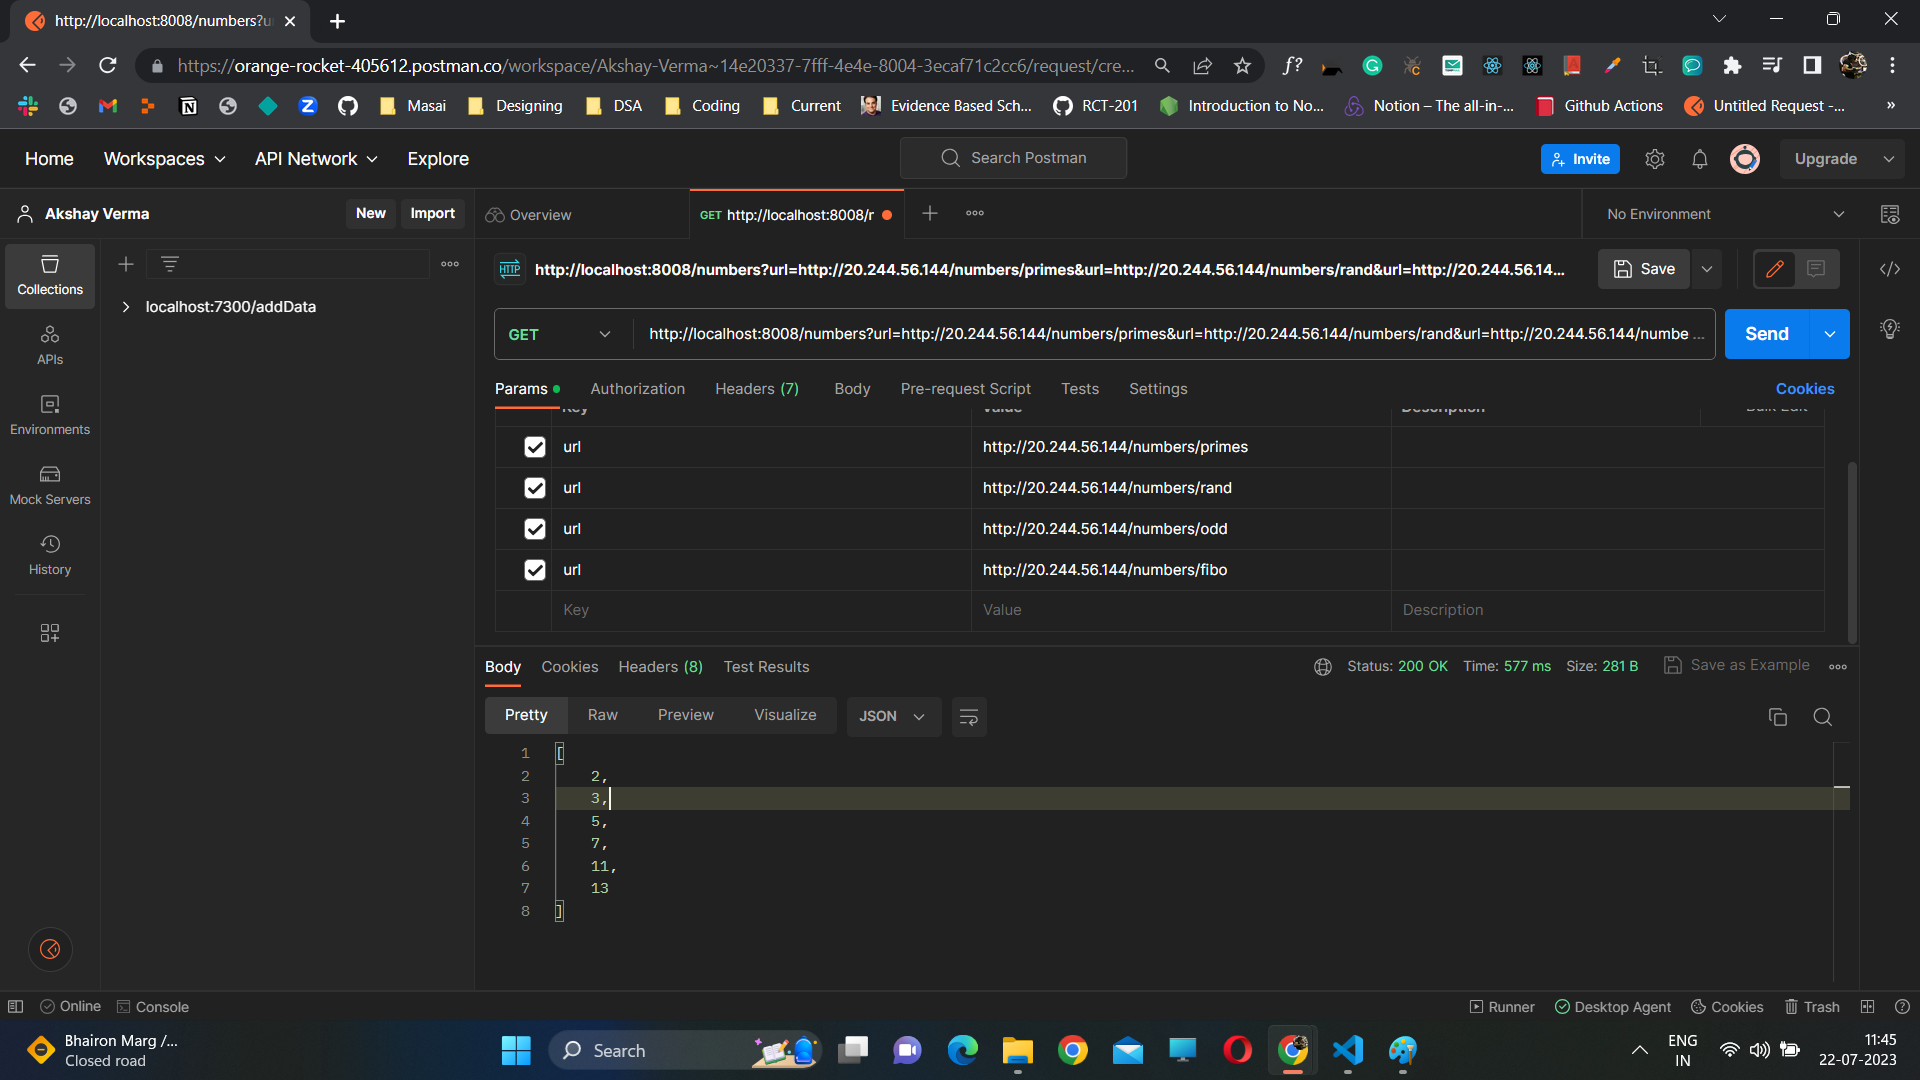 http://localhost:8008/numbers?u
https://orange-rocket-405612.postman.co/workspace/Akshay-Verma~14e20337-7fff-4e4e-8004-3ecaf71c2cc6/request/cre...
Masai Designing DSA Coding Current Evidence Based Sch... RCT-201 Introduction to No... Notion – The all-in-... Github Actions Untitled Request -... »
Home Workspaces API Network Explore Search Postman Invite Upgrade
Akshay Verma New Import Overview GET http://localhost:8008/r No Environment
Collections
APIs
Environments
Mock Servers
History
localhost:7300/addData
HTTP http://localhost:8008/numbers?url=http://20.244.56.144/numbers/primes&url=http://20.244.56.144/numbers/rand&url=http://20.244.56.14... Save
GET http://localhost:8008/numbers?url=http://20.244.56.144/numbers/primes&url=http://20.244.56.144/numbers/rand&url=http://20.244.56.144/numbe ... Send
Params Authorization Headers (7) Body Pre-request Script Tests Settings Cookies
Key Value Description Bulk Edit
url http://20.244.56.144/numbers/primes
url http://20.244.56.144/numbers/rand
url http://20.244.56.144/numbers/odd
url http://20.244.56.144/numbers/fibo
Key Value Description
Body Cookies Headers (8) Test Results Status: 200 OK Time: 577 ms Size: 281 B Save as Example
Pretty Raw Preview Visualize JSON
1 [
2 2,
3 3,
4 5,
5 7,
6 11,
7 13
8 ]
Online Console Runner Desktop Agent Cookies Trash
Bhairon Marg /...
Closed road
Search
ENG
IN
11:45
22-07-2023